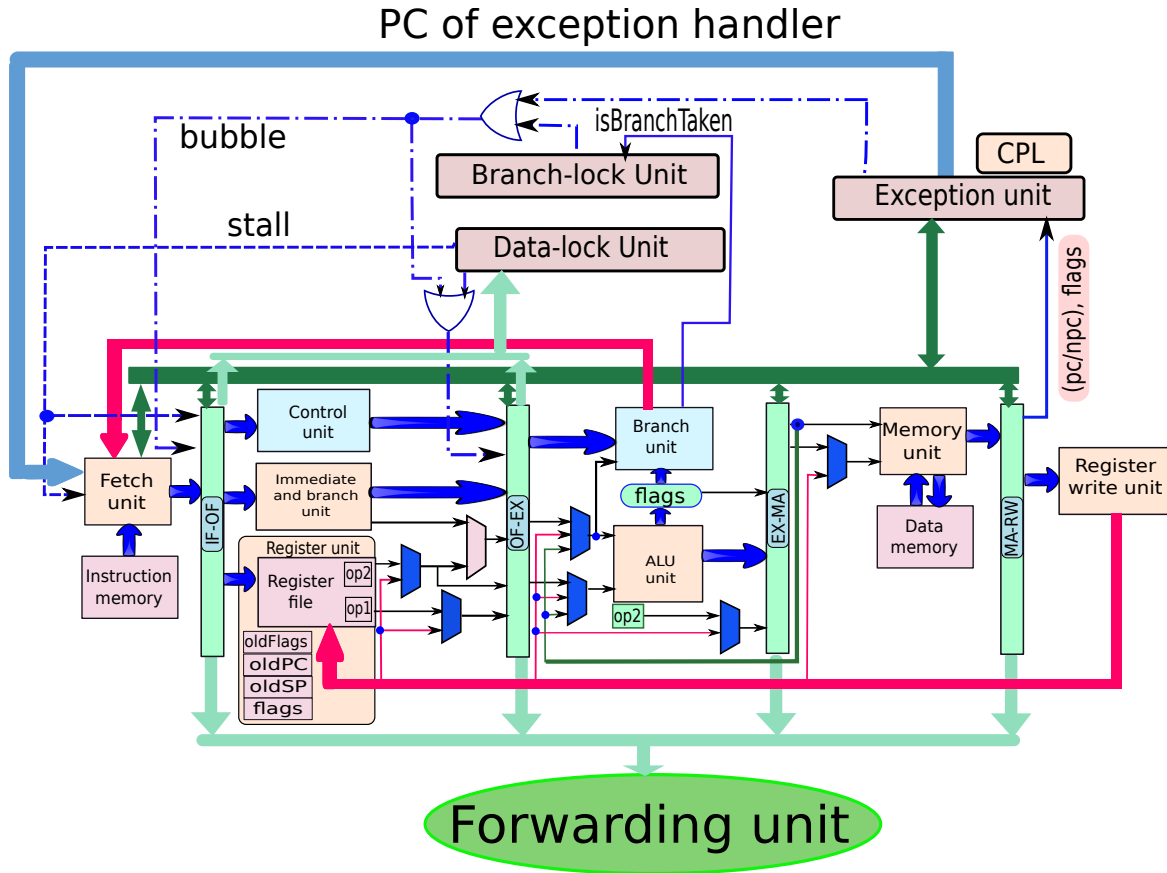 PC of exception handler
isBranchTaken
bubble
CPL
Branch-lock Unit
Exception unit
stall
Data-lock Unit
(pc/npc), flags
Control
unit
Branch
unit
Memory
unit
Fetch
unit
Immediate and branch
unit
flags
Register
write unit
IF-OF
OF-EX
EX-MA
MA-RW
Data
memory
Register unit
Instruction
memory
Register
file
op2
op1
ALU
unit
op2
oldFlags
oldPC
oldSP
flags
Forwarding unit